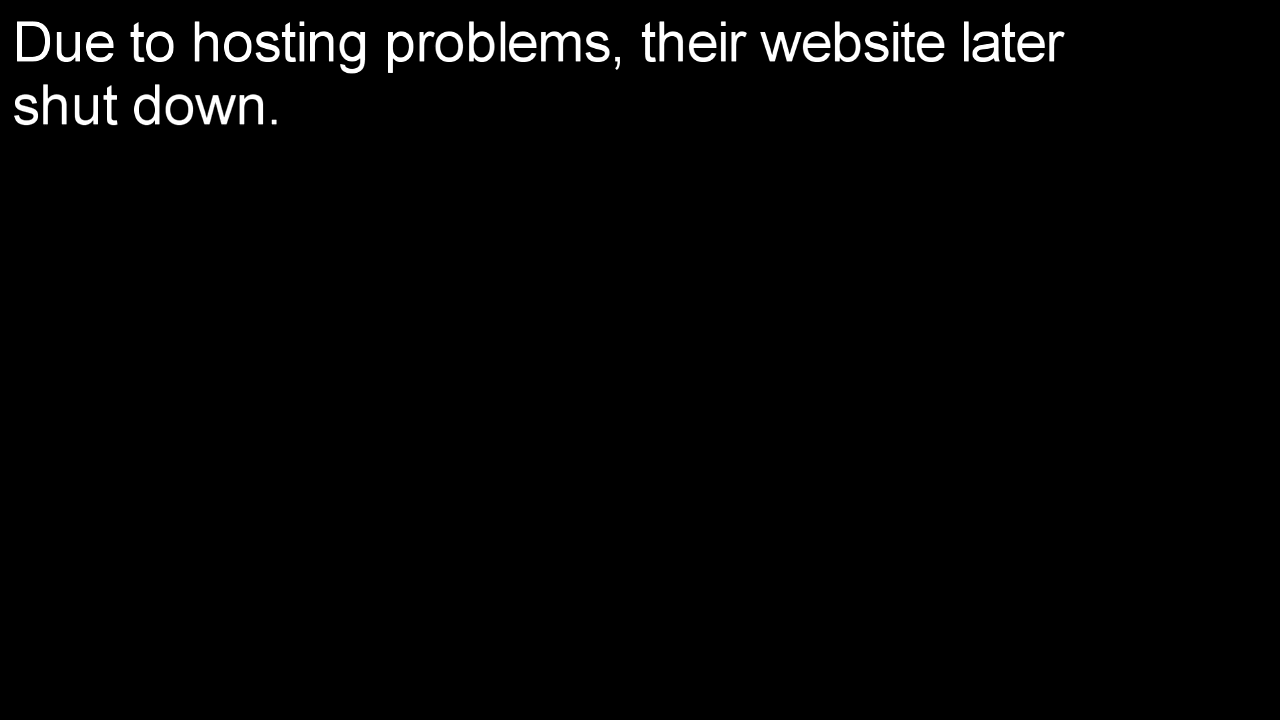 Due to hosting problems, their website later
shut down.